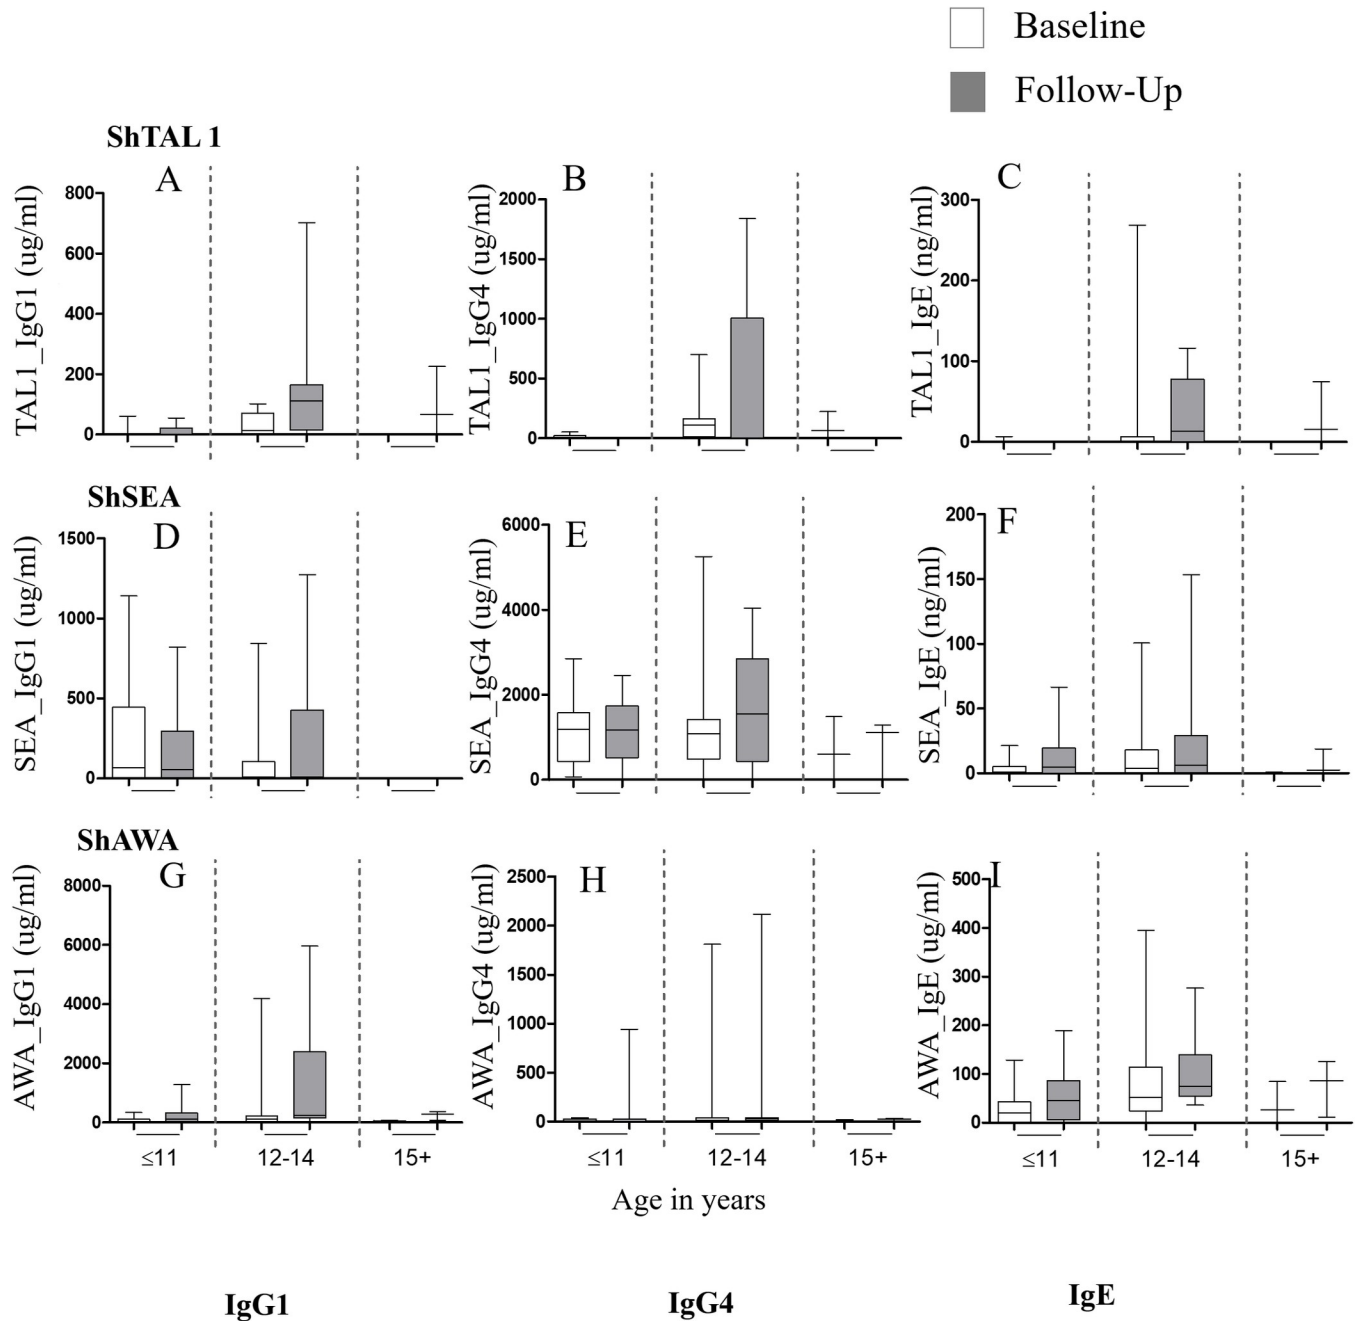 Baseline
Follow-Up
ShTAL 1
A
TAL1_IgG1 (ug/ml)
800
600
400
200
0
B
TAL1_IgG4 (ug/ml)
2000
1500
1000
500
0
C
TAL1_IgE (ng/ml)
300
200
100
0
ShSEA
D
SEA_IgG1 (ug/ml)
1500
1000
500
0
E
SEA_IgG4 (ug/ml)
6000
4000
2000
0
F
SEA_IgE (ng/ml)
200
150
100
50
0
ShAWA
G
AWA_IgG1 (ug/ml)
8000
6000
4000
2000
0
≤11 12-14 15+
H
AWA_IgG4 (ug/ml)
2500
2000
1500
1000
500
0
≤11 12-14 15+
I
AWA_IgE (ug/ml)
500
400
300
200
100
0
≤11 12-14 15+
Age in years
IgG1 IgG4 IgE